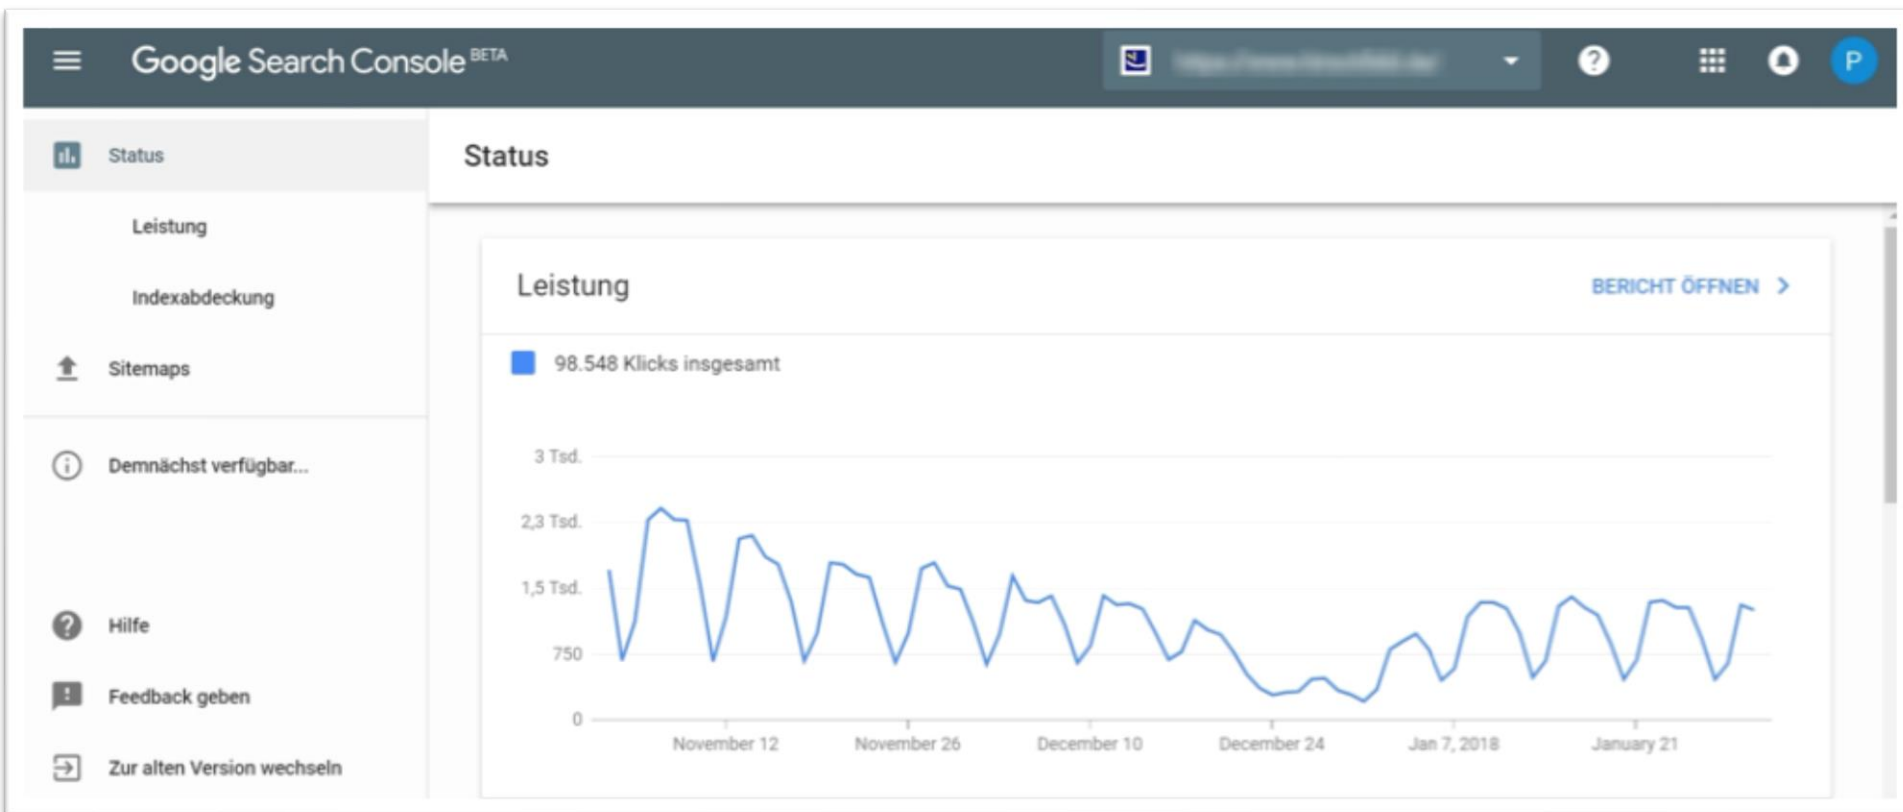 Google Search Console BETA
P
Status
Leistung
Indexabdeckung
Sitemaps
Demnächst verfügbar...
Hilfe
Feedback geben
Zur alten Version wechseln
Status
Leistung
BERICHT ÖFFNEN
98.548 Klicks insgesamt
3 Tsd.
2,3 Tsd.
1,5 Tsd.
750
0
November 12
November 26
December 10
December 24
Jan 7, 2018
January 21